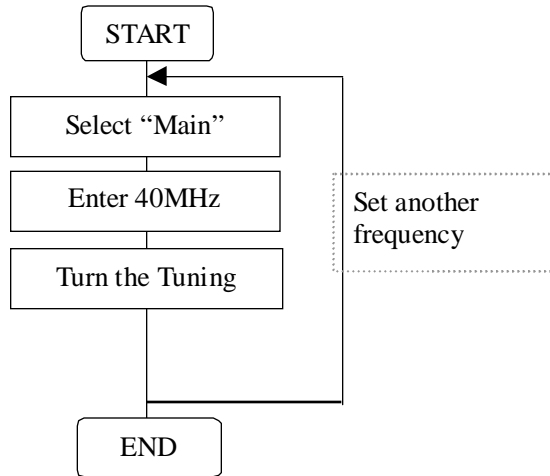 START
Select “Main”
Enter 40MHz
Set another
frequency
Turn the Tuning
END